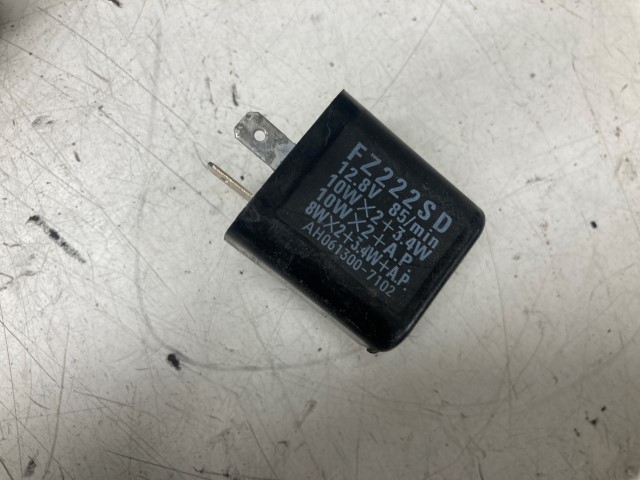 FZ222SD
12.8V 85/min
10W×2+3.4W
10W×2+A.P.
8W×2+3.4W+A.P.
AH061300-7102